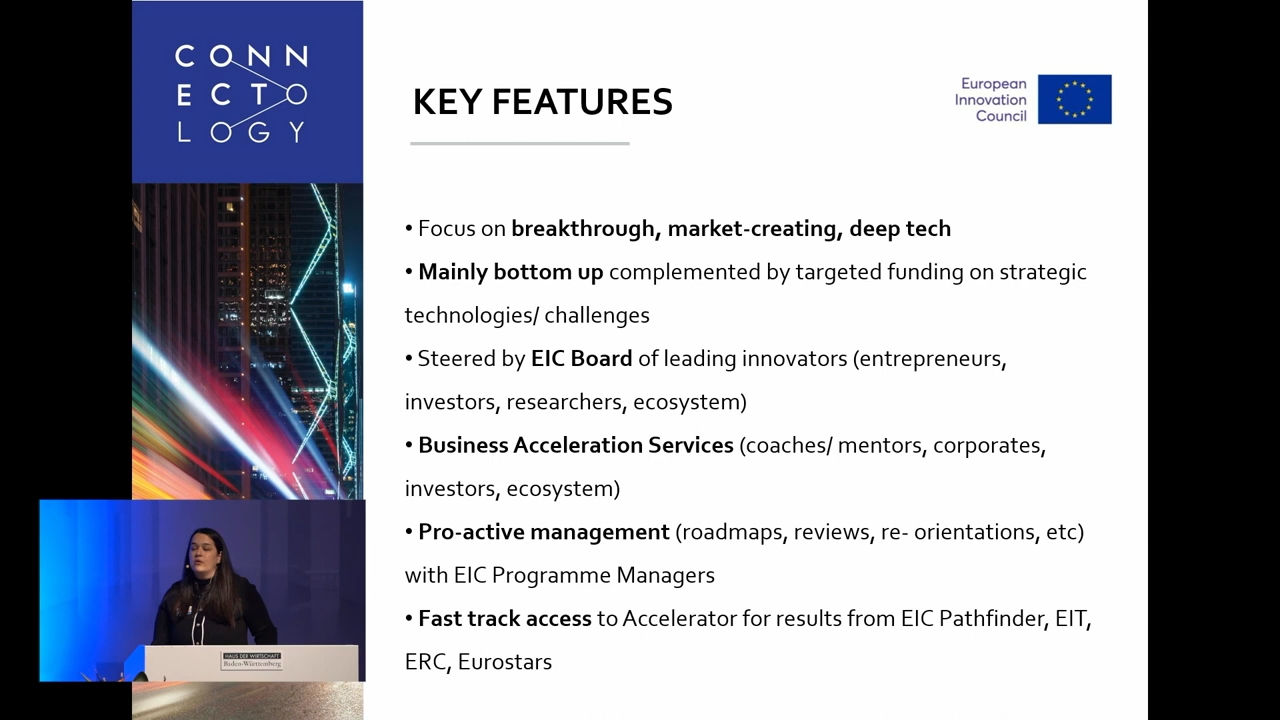 CONN
ECTO
LOGY
KEY FEATURES
European
Innovation
Council
• Focus on breakthrough, market-creating, deep tech
• Mainly bottom up complemented by targeted funding on strategic
technologies/ challenges
• Steered by EIC Board of leading innovators (entrepreneurs,
investors, researchers, ecosystem)
• Business Acceleration Services (coaches/ mentors, corporates,
investors, ecosystem)
• Pro-active management (roadmaps, reviews, re- orientations, etc)
with EIC Programme Managers
• Fast track access to Accelerator for results from EIC Pathfinder, EIT,
ERC, Eurostars
HAUS DER WIRTSCHAFT
Baden-Württemberg